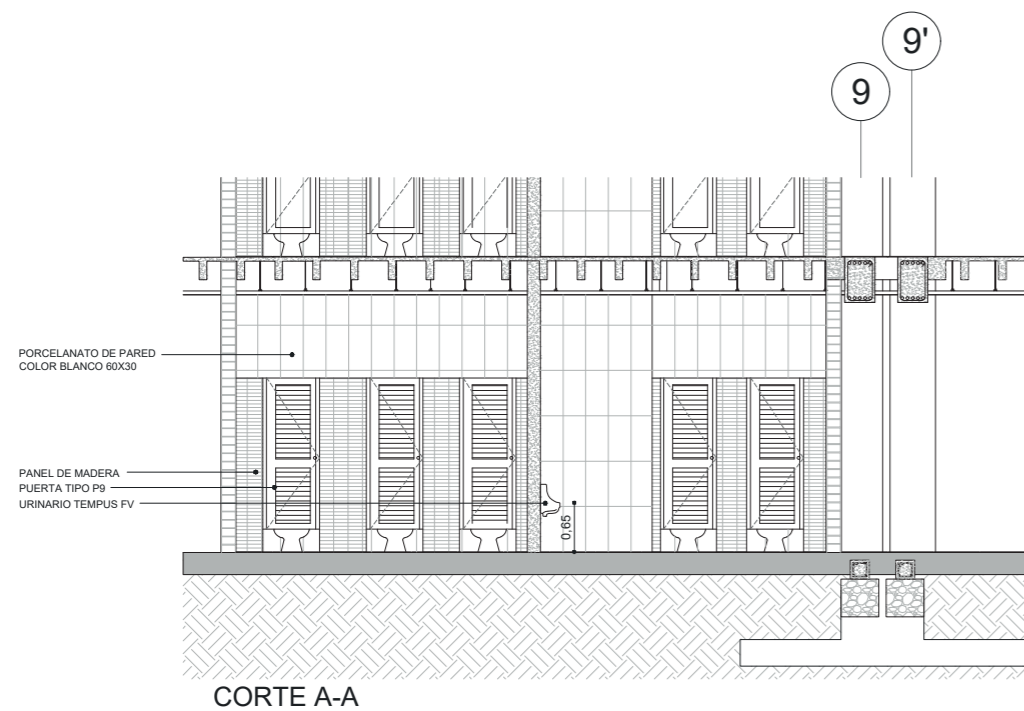 9'
9
PORCELANATO DE PARED
COLOR BLANCO 60X30
PANEL DE MADERA
PUERTA TIPO P9
URINARIO TEMPUS FV
0,65
CORTE A-A